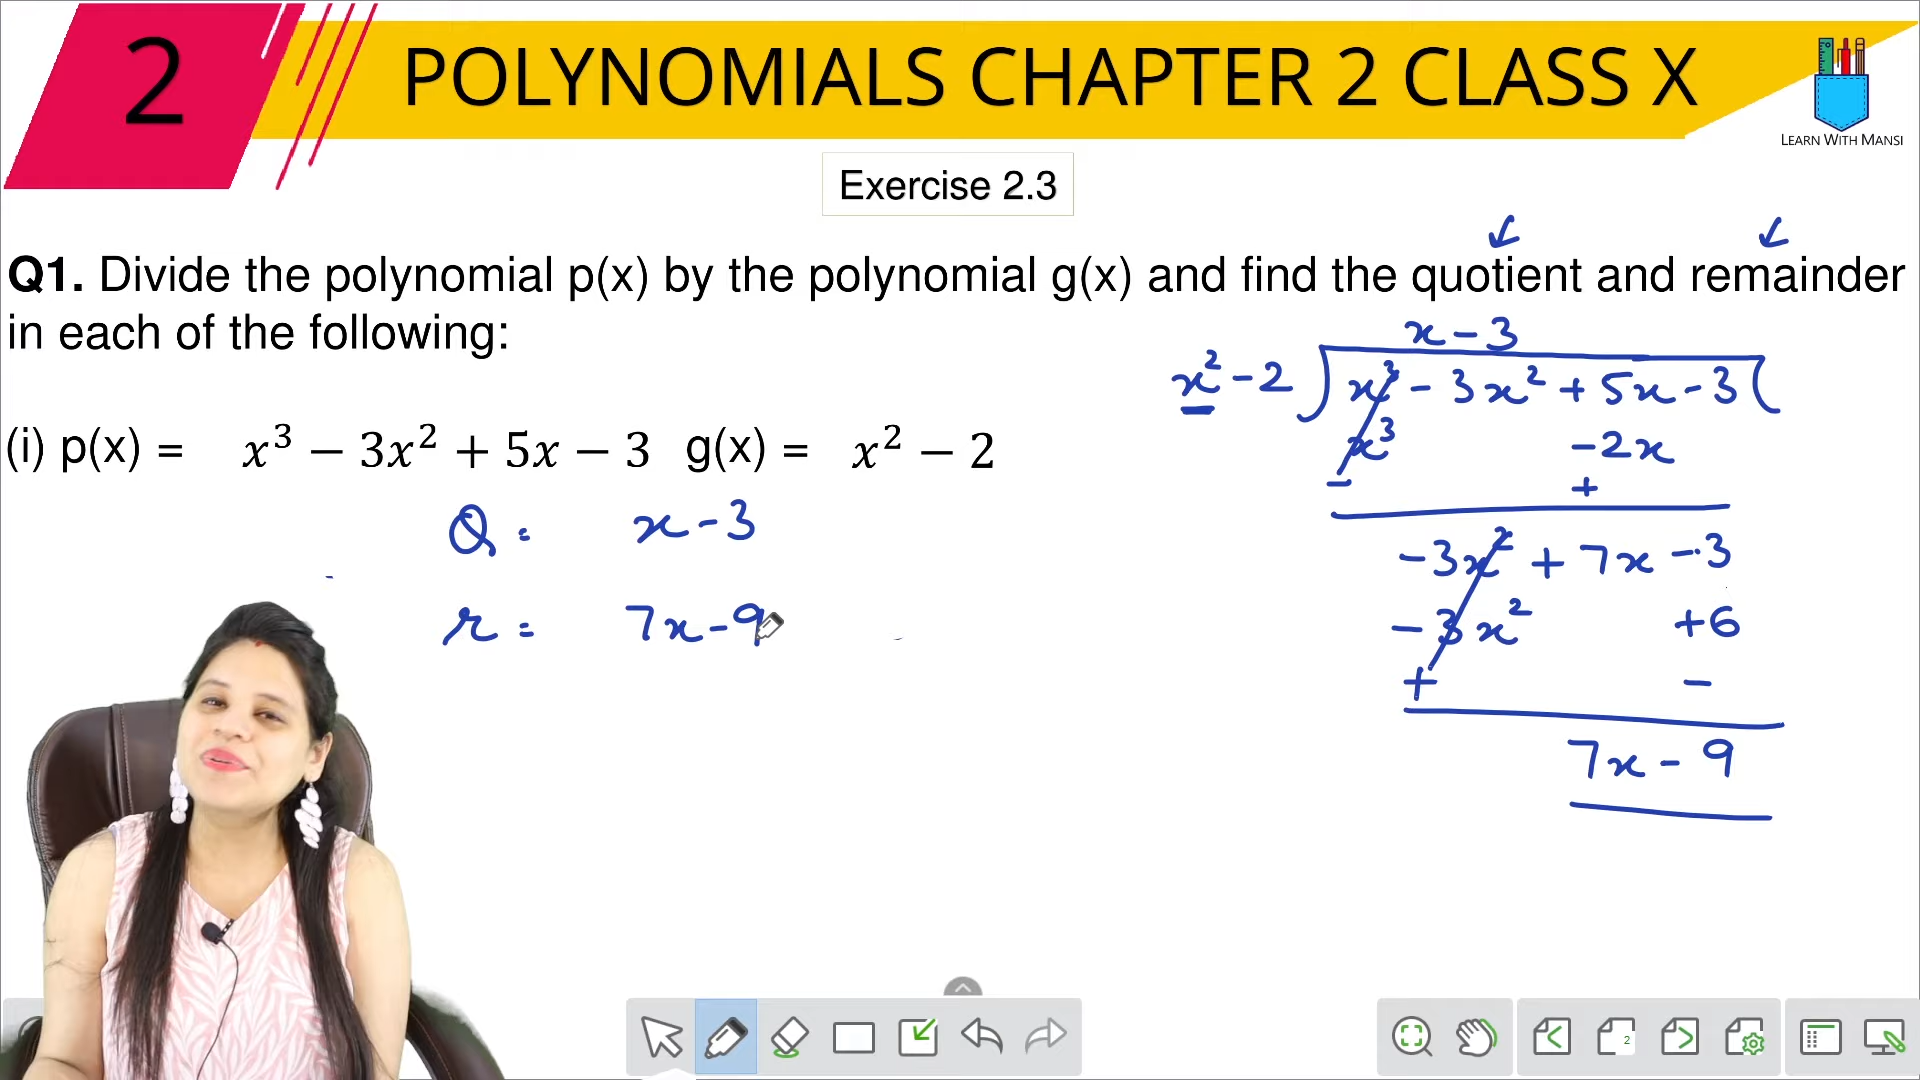 2
POLYNOMIALS CHAPTER 2 CLASS X
LEARN WITH MANSI
Exercise 2.3
Q1. Divide the polynomial p(x) by the polynomial g(x) and find the quotient and remainder
in each of the following:
(i) p(x) = x³ − 3x² + 5x − 3 g(x) = x² − 2
Q = x - 3
r = 7x - 9
x - 3
x² - 2 ) x³ - 3x² + 5x - 3 (
x³ - 2x
- +
-3x² + 7x - 3
-3x² + 6
+ -
7x - 9
2